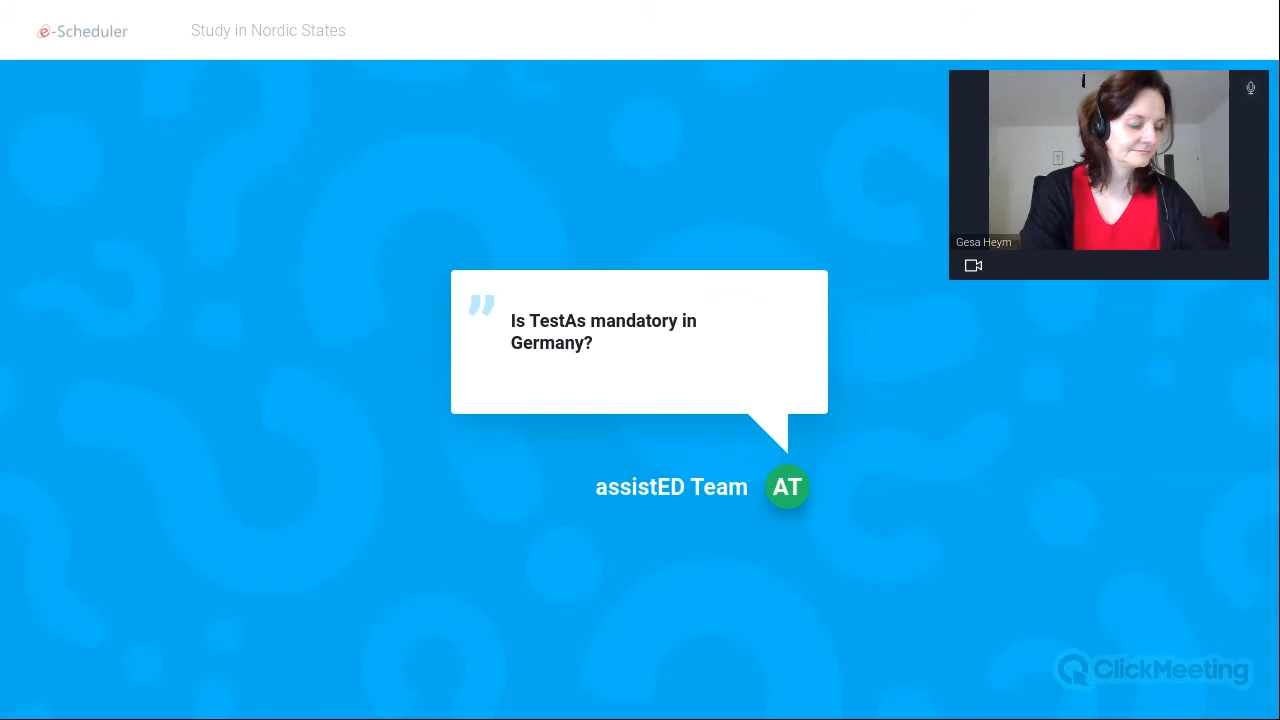 e-Scheduler
Study in Nordic States
Gesa Heym
Is TestAs mandatory in
Germany?
assistED Team
AT
ClickMeeting